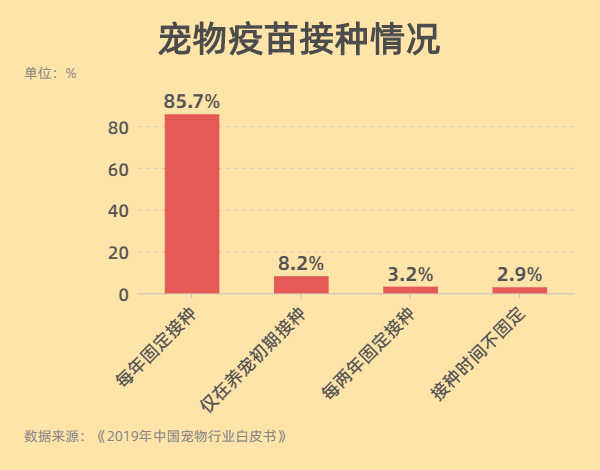 宠物疫苗接种情况
单位：%
85.7%
80
60
40
20
0
8.2%
3.2%
2.9%
每年固定接种
仅在养宠初期接种
每两年固定接种
接种时间不固定
数据来源：《2019年中国宠物行业白皮书》